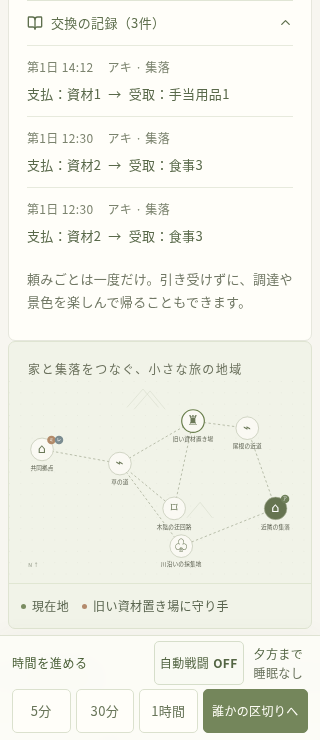 交換の記録（3件）
第1日 14:12 アキ · 集落
支払：資材1 → 受取：手当用品1
第1日 12:30 アキ · 集落
支払：資材2 → 受取：食事3
第1日 12:30 アキ · 集落
支払：資材2 → 受取：食事3
頼みごとは一度だけ。引き受けずに、調達や
景色を楽しんで帰ることもできます。
家と集落をつなぐ、小さな旅の地域
旧い資材置き場
尾根の近道
共同拠点
草の道
木陰の迂回路
近隣の集落
川沿いの採集地
N ↑
現在地
旧い資材置き場に守り手
時間を進める
自動戦闘 OFF
夕方まで
睡眠なし
5分
30分
1時間
誰かの区切りへ